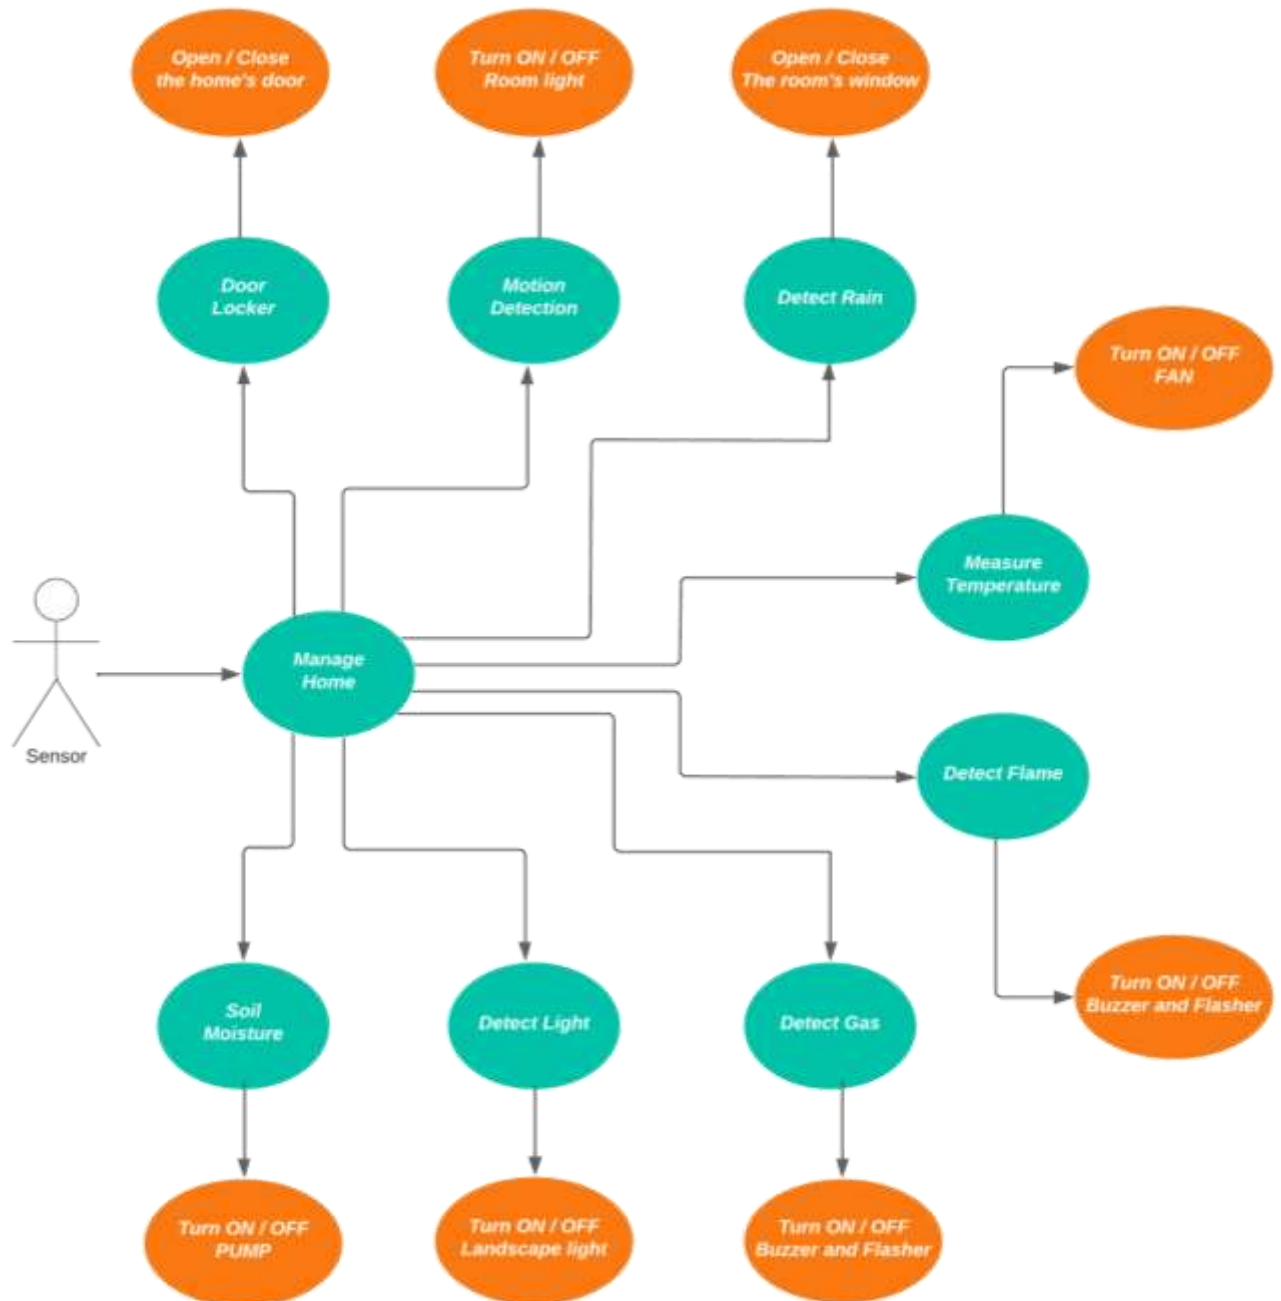 Open / Close
the home's door
Turn ON / OFF
Room light
Open / Close
The room's window
Door
Locker
Motion
Detection
Detect Rain
Turn ON / OFF
FAN
Measure
Temperature
Manage
Home
Sensor
Detect Flame
Soil
Moisture
Detect Light
Detect Gas
Turn ON / OFF
Buzzer and Flasher
Turn ON / OFF
PUMP
Turn ON / OFF
Landscape light
Turn ON / OFF
Buzzer and Flasher